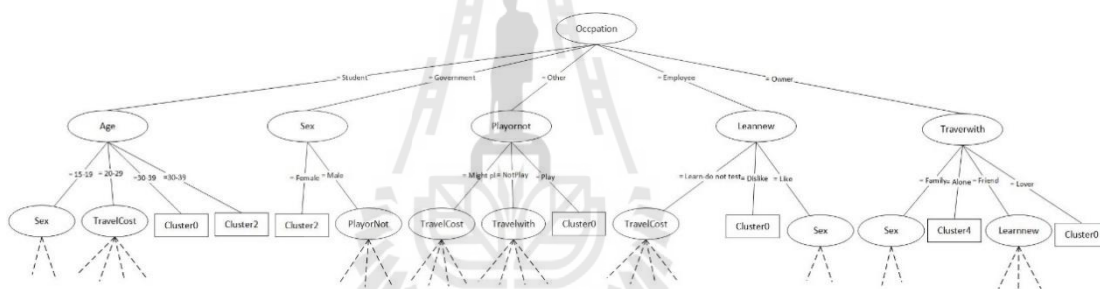 Occpation
= Student
= Government
= Other
= Employee
= Owner
Age
Sex
Playornot
Leannew
Traverwith
= 15-19
= 20-29
=30-39
=30-39
= Female
= Male
= Might pl
= NotPlay
= Play
= Learn do not test
= Dislike
= Like
= Family
= Alone
= Friend
= Lover
Sex
TravelCost
Cluster0
Cluster2
Cluster2
PlayorNot
TravelCost
Travelwith
Cluster0
TravelCost
Cluster0
Sex
Sex
Cluster4
Learnnew
Cluster0